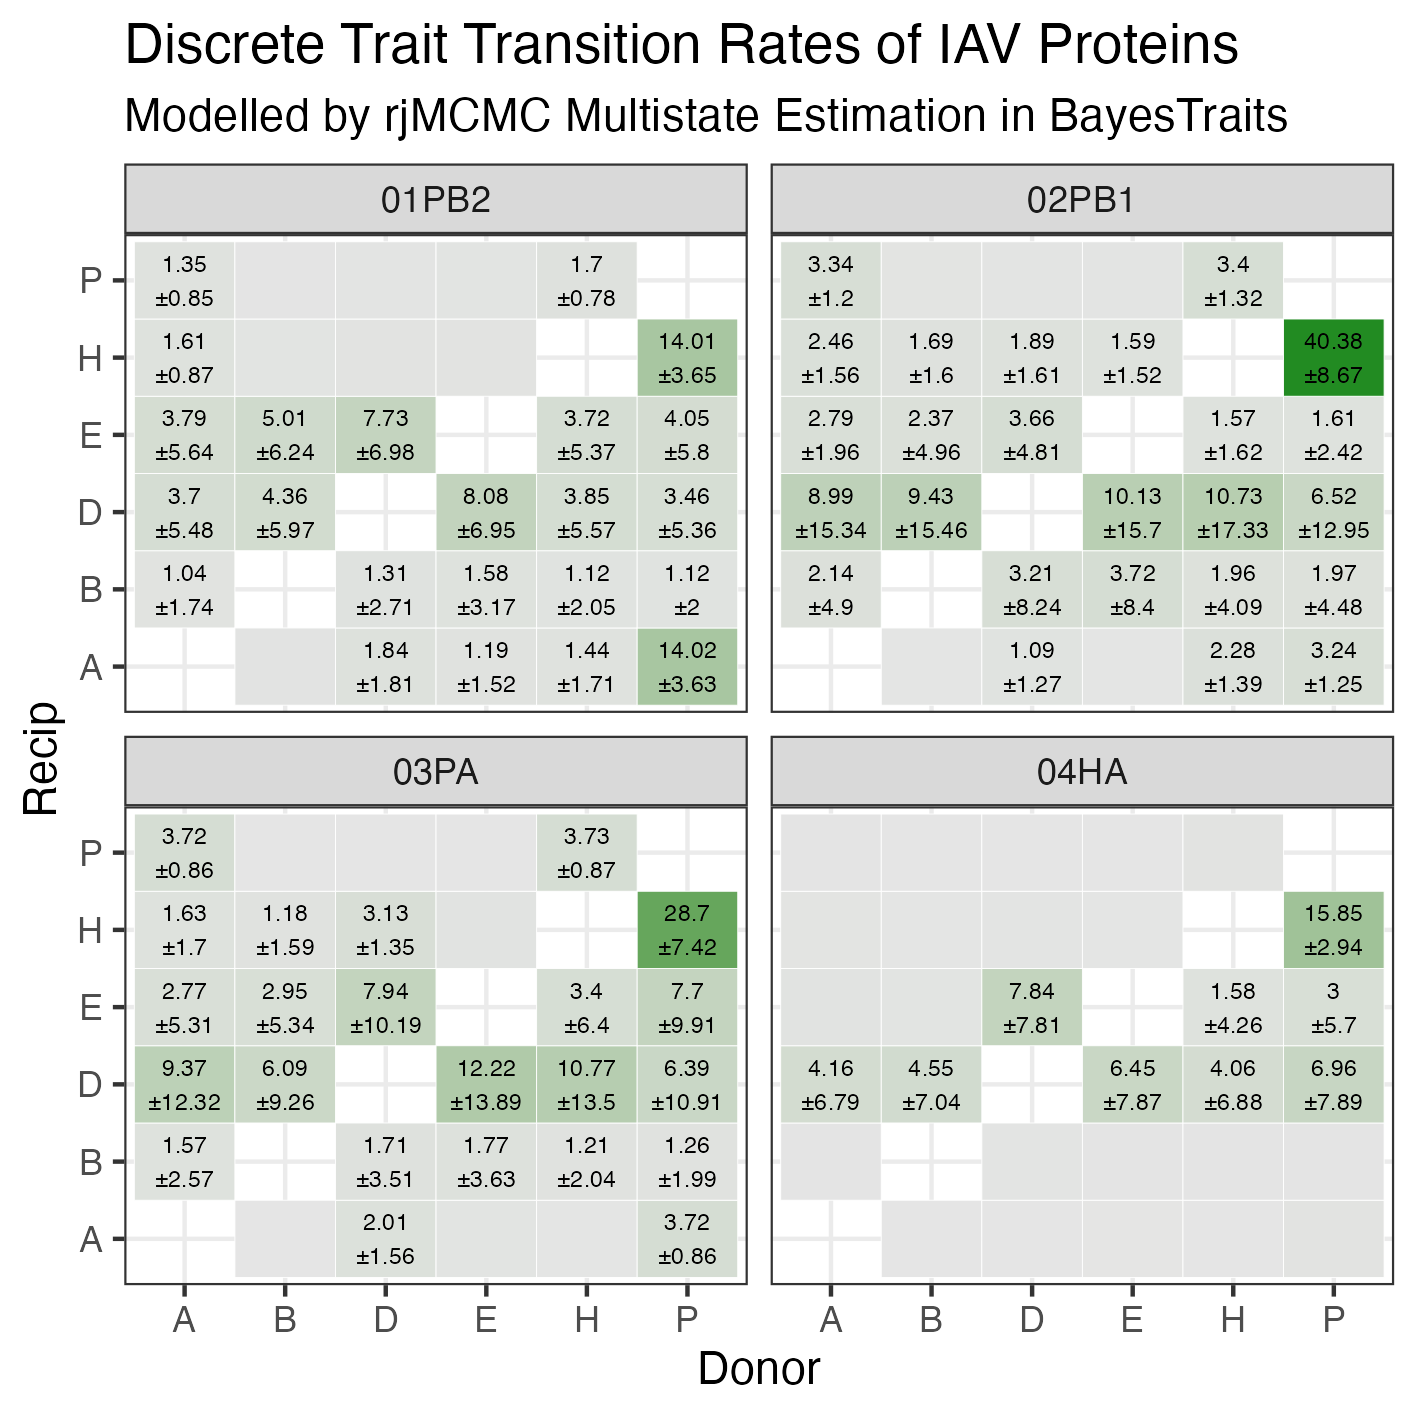 Discrete Trait Transition Rates of IAV Proteins
Modelled by rjMCMC Multistate Estimation in BayesTraits
01PB2
P 1.35 1.7
±0.85 ±0.78
H 1.61 14.01
±0.87 ±3.65
E 3.79 5.01 7.73 3.72 4.05
±5.64 ±6.24 ±6.98 ±5.37 ±5.8
D 3.7 4.36 8.08 3.85 3.46
±5.48 ±5.97 ±6.95 ±5.57 ±5.36
B 1.04 1.31 1.58 1.12 1.12
±1.74 ±2.71 ±3.17 ±2.05 ±2
A 1.84 1.19 1.44 14.02
±1.81 ±1.52 ±1.71 ±3.63
02PB1
3.34 3.4
±1.2 ±1.32
2.46 1.69 1.89 1.59 40.38
±1.56 ±1.6 ±1.61 ±1.52 ±8.67
2.79 2.37 3.66 1.57 1.61
±1.96 ±4.96 ±4.81 ±1.62 ±2.42
8.99 9.43 10.13 10.73 6.52
±15.34 ±15.46 ±15.7 ±17.33 ±12.95
2.14 3.21 3.72 1.96 1.97
±4.9 ±8.24 ±8.4 ±4.09 ±4.48
1.09 2.28 3.24
±1.27 ±1.39 ±1.25
Recip
03PA
P 3.72 3.73
±0.86 ±0.87
H 1.63 1.18 3.13 28.7
±1.7 ±1.59 ±1.35 ±7.42
E 2.77 2.95 7.94 3.4 7.7
±5.31 ±5.34 ±10.19 ±6.4 ±9.91
D 9.37 6.09 12.22 10.77 6.39
±12.32 ±9.26 ±13.89 ±13.5 ±10.91
B 1.57 1.71 1.77 1.21 1.26
±2.57 ±3.51 ±3.63 ±2.04 ±1.99
A 2.01 3.72
±1.56 ±0.86
A B D E H P
04HA
15.85
±2.94
7.84 1.58 3
±7.81 ±4.26 ±5.7
4.16 4.55 6.45 4.06 6.96
±6.79 ±7.04 ±7.87 ±6.88 ±7.89
A B D E H P
Donor